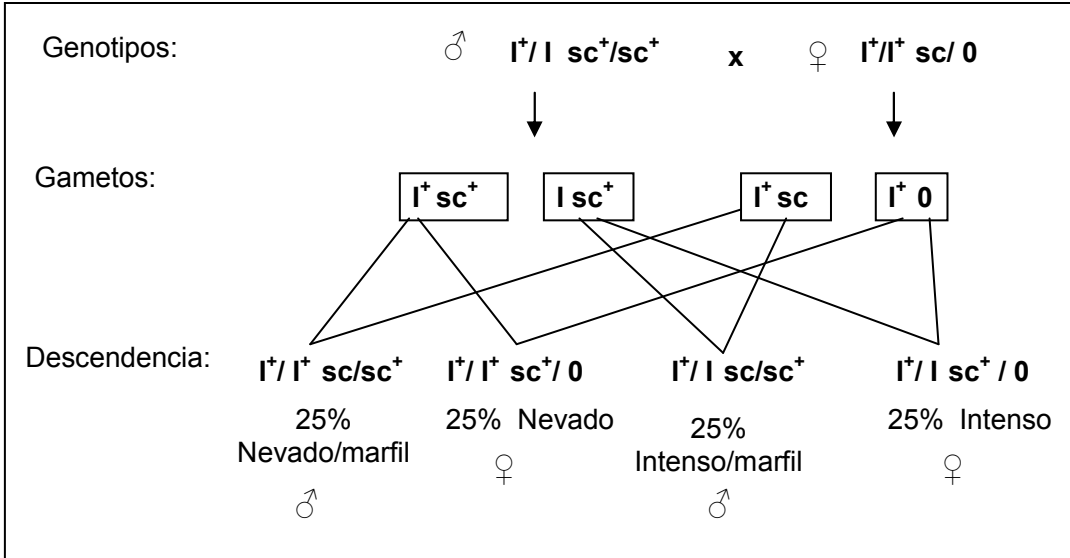 Genotipos: ♂ I⁺/ I sc⁺/sc⁺ x ♀ I⁺/I⁺ sc/ 0
Gametos: I⁺ sc⁺ I sc⁺ I⁺ sc I⁺ 0
Descendencia: I⁺/ I⁺ sc/sc⁺ I⁺/ I⁺ sc⁺/ 0 I⁺/ I sc/sc⁺ I⁺/ I sc⁺ / 0
25% 25% Nevado 25% 25% Intenso
Nevado/marfil Intenso/marfil
♂ ♀ ♂ ♀